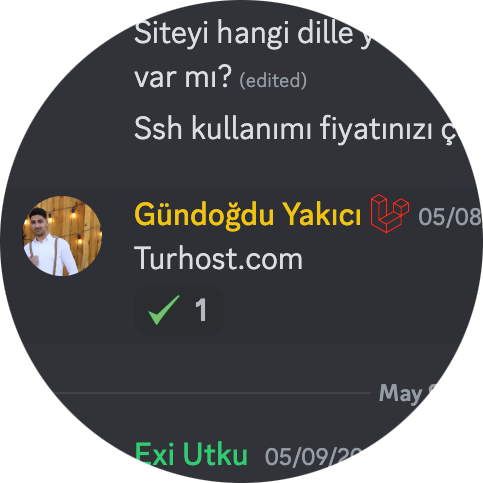 Siteyi hangi dille
var mı? (edited)
Ssh kullanımı fiyatınızı
Gündoğdu Yakıcı 05/08
Turhost.com
1
May
Exi Utku 05/09/20